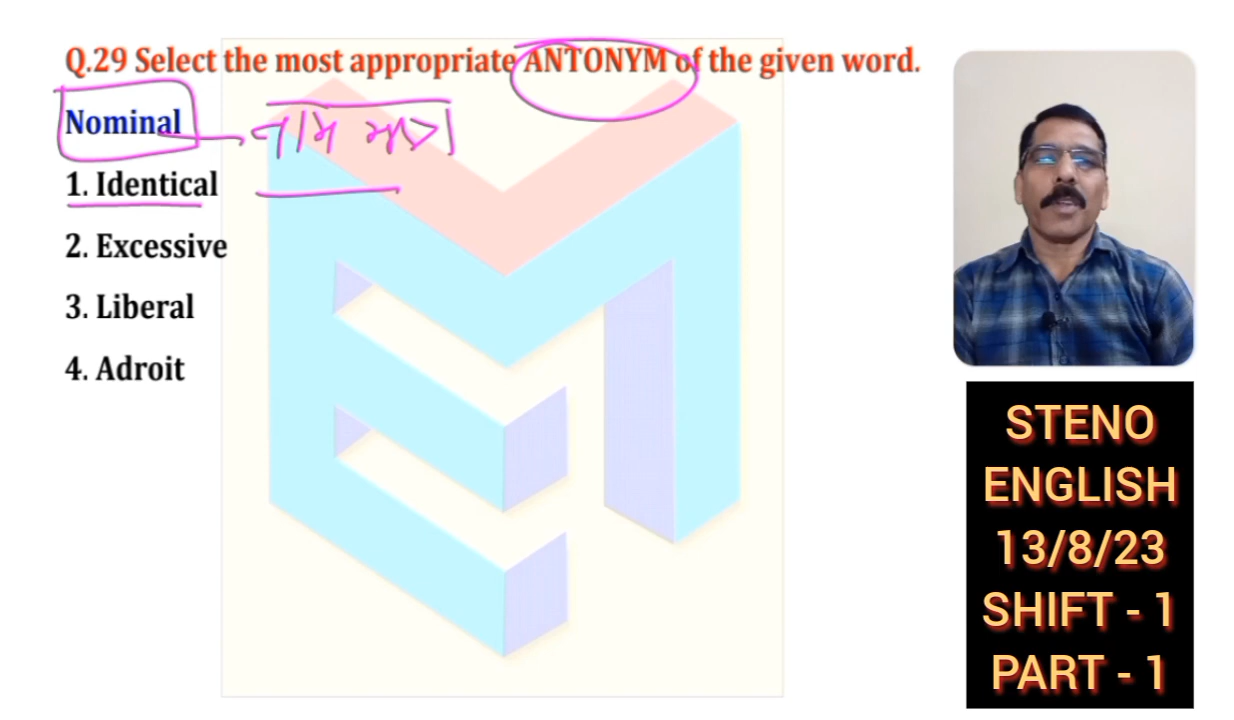 Q.29 Select the most appropriate ANTONYM of the given word.
Nominal
नाम मात्र
1. Identical
2. Excessive
3. Liberal
4. Adroit
STENO
ENGLISH
13/8/23
SHIFT - 1
PART - 1